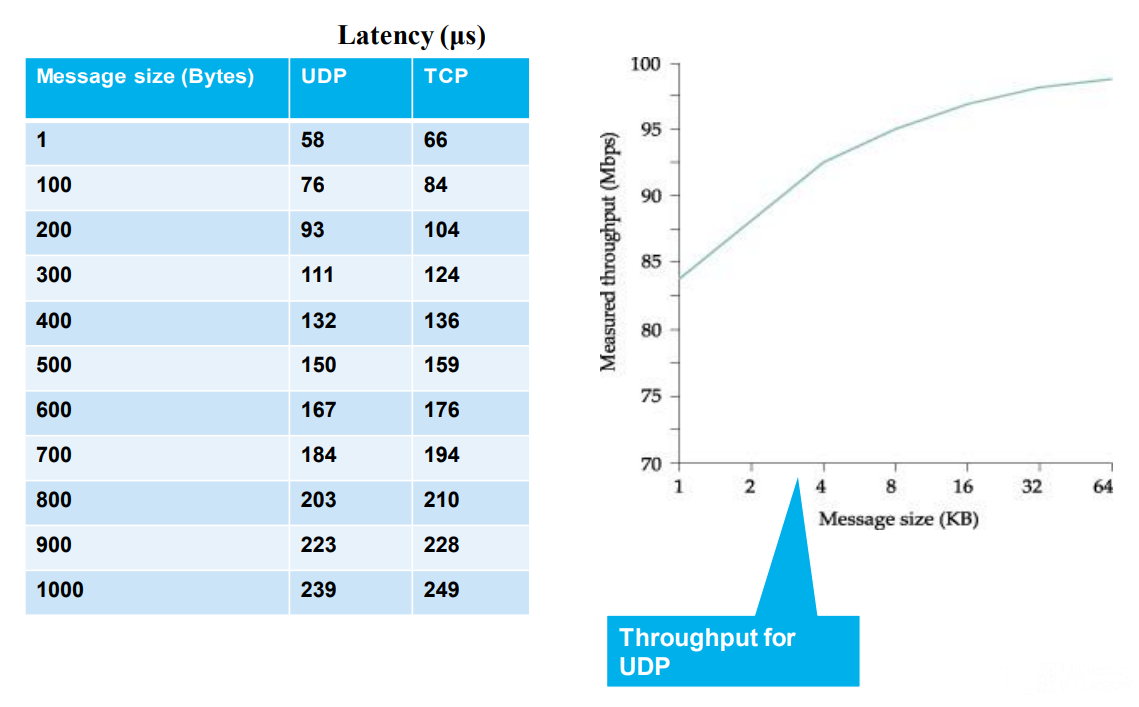 Latency (μs)
Message size (Bytes) UDP TCP
1 58 66
100 76 84
200 93 104
300 111 124
400 132 136
500 150 159
600 167 176
700 184 194
800 203 210
900 223 228
1000 239 249
Measured throughput (Mbps)
100
95
90
85
80
75
70
1 2 4 8 16 32 64
Message size (KB)
Throughput for
UDP